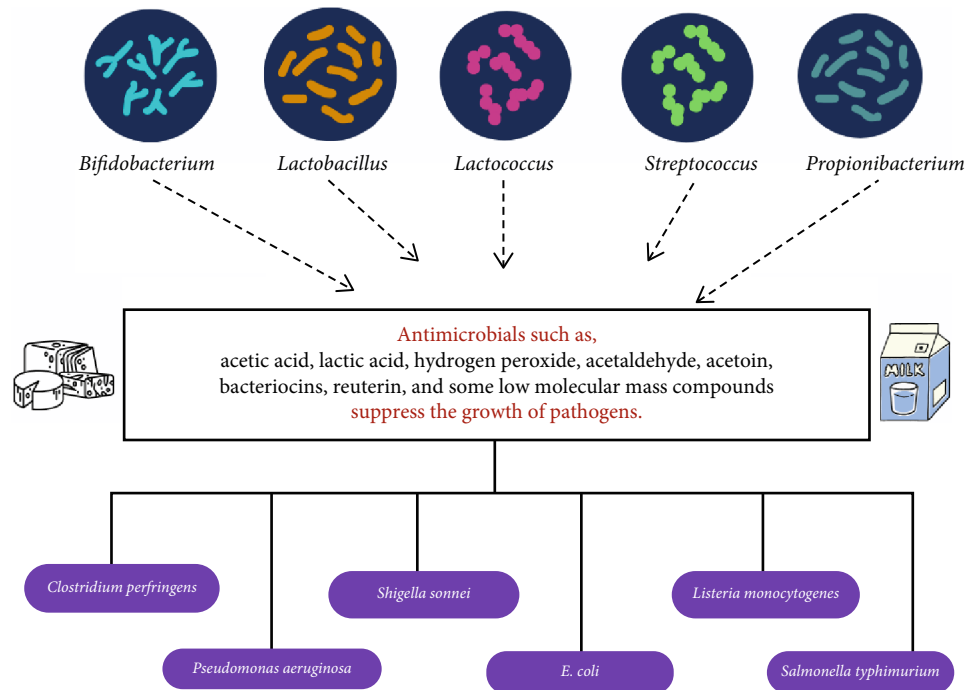 Bifidobacterium
Lactobacillus
Lactococcus
Streptococcus
Propionibacterium
Antimicrobials such as,
acetic acid, lactic acid, hydrogen peroxide, acetaldehyde, acetoin,
bacteriocins, reuterin, and some low molecular mass compounds
suppress the growth of pathogens.
MILK
Clostridium perfringens
Shigella sonnei
Listeria monocytogenes
Pseudomonas aeruginosa
E. coli
Salmonella typhimurium